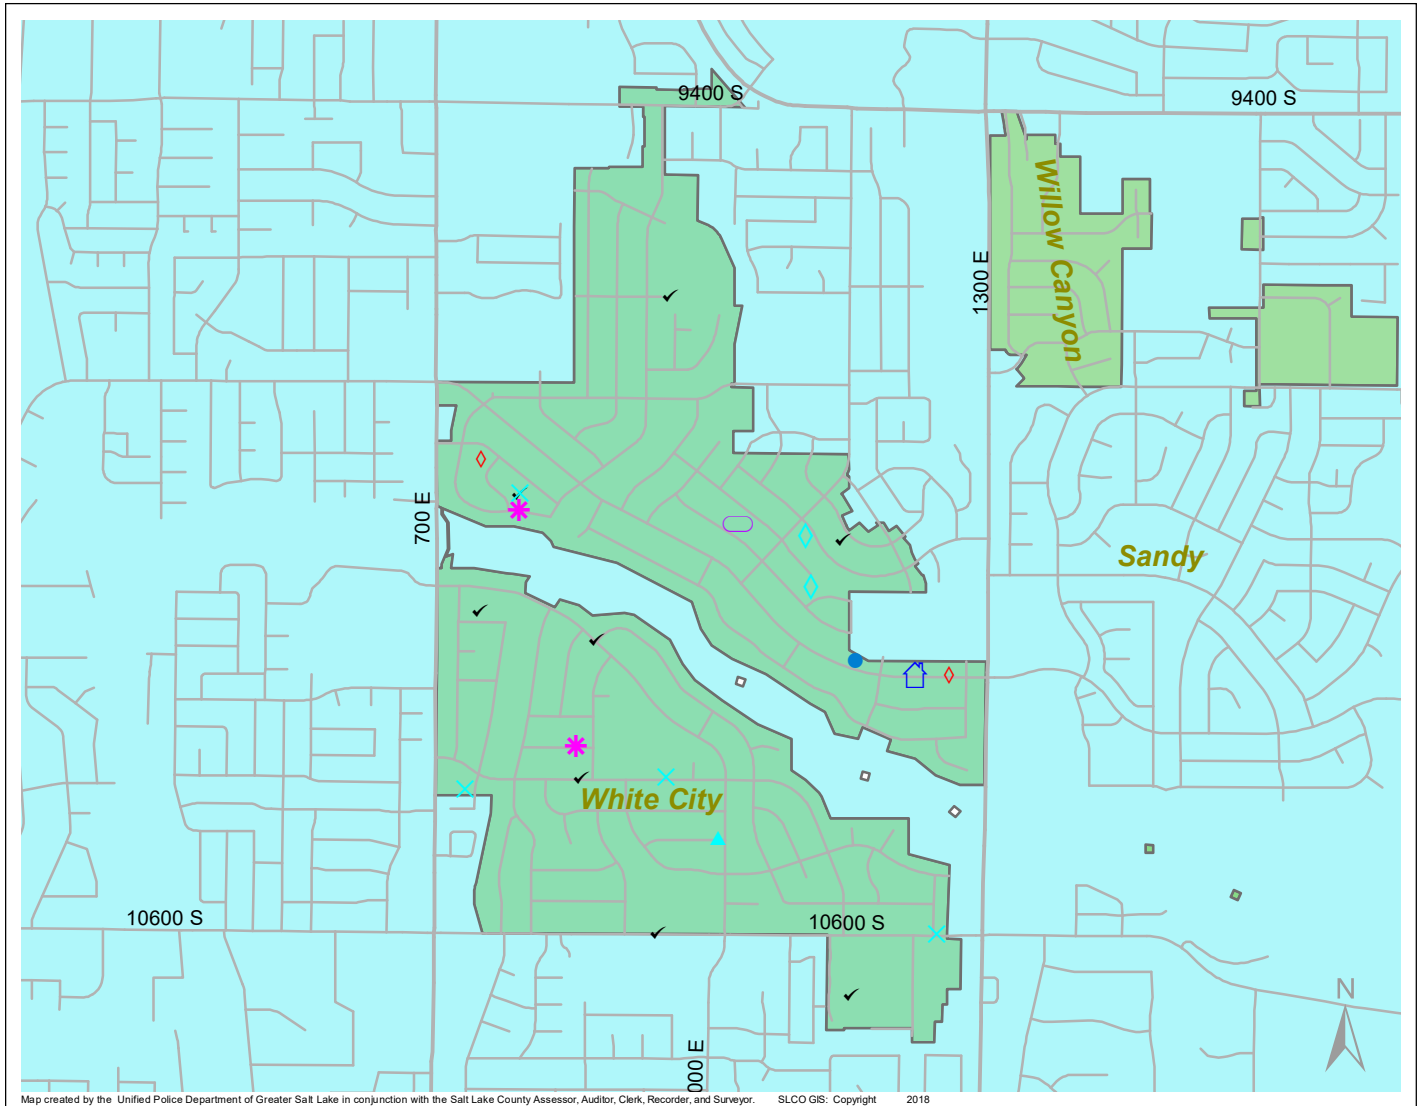 9400 S
9400 S
Willow Canyon
1300 E
700 E
Sandy
White City
10600 S
10600 S
N
000 E
Map created by the Unified Police Department of Greater Salt Lake in conjunction with the Salt Lake County Assessor, Auditor, Clerk, Recorder, and Surveyor. SLCO GIS: Copyright 2018